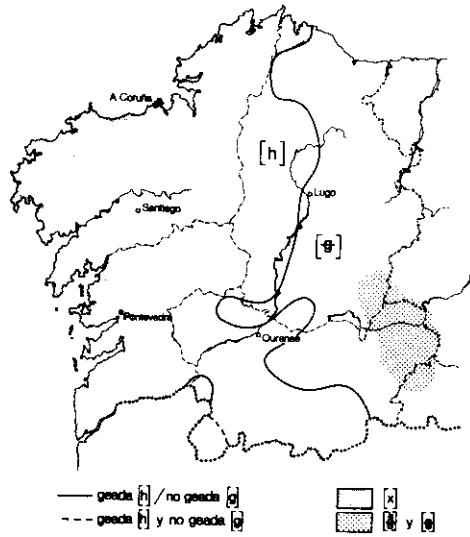 A Coruña
[h]
Lugo
Santiago
[g]
Pontevedra
Ourense
geada [h] / no geada [g]
geada [h] y no geada [g]
[x]
y